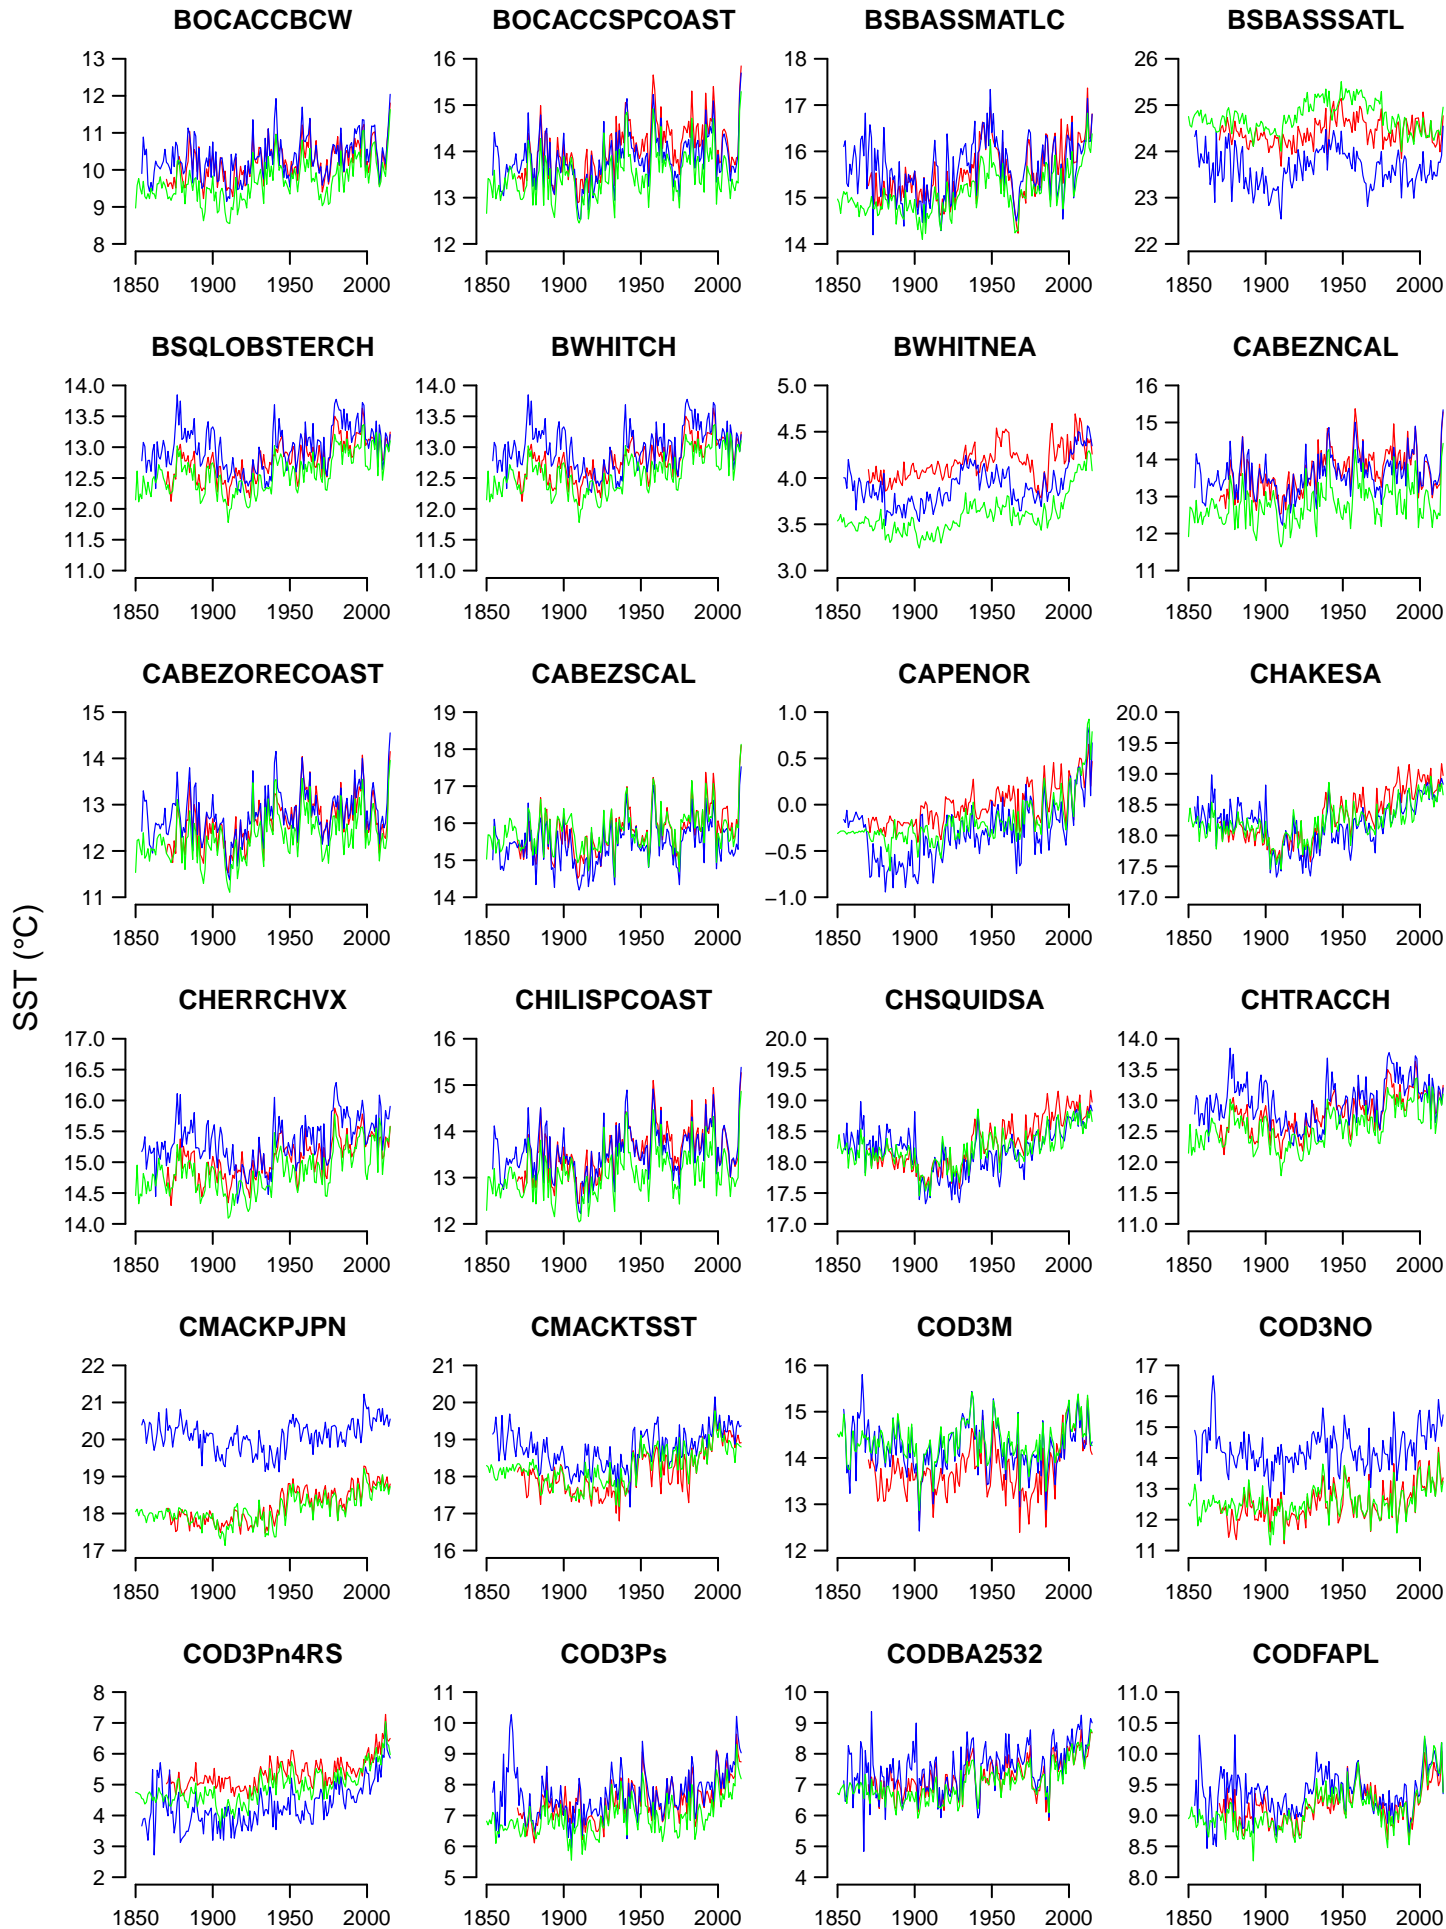 BOCACCBCW BOCACCSPCOAST BSBASSMATLC BSBASSSATL
13 16 18 26
12 15 17 25
11 14 16 24
10 13 15 23
9 12 14 22
8
1850 1900 1950 2000 1850 1900 1950 2000 1850 1900 1950 2000 1850 1900 1950 2000
BSQLOBSTERCH BWHITCH BWHITNEA CABEZNCAL
14.0 14.0 5.0 16
13.5 13.5 4.5 15
13.0 13.0 4.0 14
12.5 12.5 3.5 13
12.0 12.0 3.0 12
11.5 11.5 11
11.0 11.0
1850 1900 1950 2000 1850 1900 1950 2000 1850 1900 1950 2000 1850 1900 1950 2000
CABEZORECOAST CABEZSCAL CAPENOR CHAKESA
15 19 1.0 20.0
14 18 0.5 19.5
13 17 0.0 19.0
12 16 −0.5 18.5
11 15 −1.0 18.0
14 17.5
17.0
1850 1900 1950 2000 1850 1900 1950 2000 1850 1900 1950 2000 1850 1900 1950 2000
SST (°C)
CHERRCHVX CHILISPCOAST CHSQUIDSA CHTRACCH
17.0 16 20.0 14.0
16.5 15 19.5 13.5
16.0 14 19.0 13.0
15.5 13 18.5 12.5
15.0 12 18.0 12.0
14.5 17.5 11.5
14.0 17.0 11.0
1850 1900 1950 2000 1850 1900 1950 2000 1850 1900 1950 2000 1850 1900 1950 2000
CMACKPJPN CMACKTSST COD3M COD3NO
22 21 16 17
21 20 15 16
20 19 14 15
19 18 13 14
18 17 12 13
17 16 12
11
1850 1900 1950 2000 1850 1900 1950 2000 1850 1900 1950 2000 1850 1900 1950 2000
COD3Pn4RS COD3Ps CODBA2532 CODFAPL
8 11 10 11.0
7 10 9 10.5
6 9 8 10.0
5 8 7 9.5
4 7 6 9.0
3 6 5 8.5
2 5 4 8.0
1850 1900 1950 2000 1850 1900 1950 2000 1850 1900 1950 2000 1850 1900 1950 2000